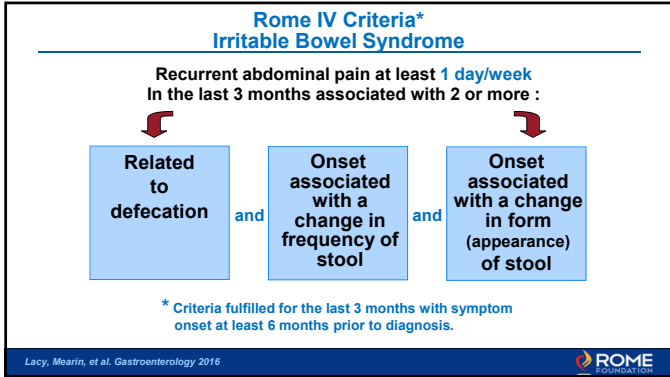 Rome IV Criteria*
Irritable Bowel Syndrome
Recurrent abdominal pain at least 1 day/week
In the last 3 months associated with 2 or more :
Related
to
defecation
and
Onset
associated
with a
change in
frequency of
stool
and
Onset
associated
with a change
in form
(appearance)
of stool
* Criteria fulfilled for the last 3 months with symptom
onset at least 6 months prior to diagnosis.
Lacy, Mearin, et al. Gastroenterology 2016
ROME
FOUNDATION